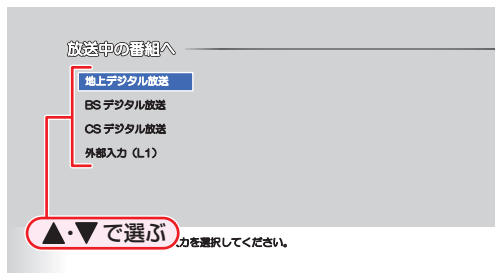 放送中の番組へ
地上デジタル放送
BS デジタル放送
CS デジタル放送
外部入力（L1）
▲・▼ で選ぶ
力を選択してください。